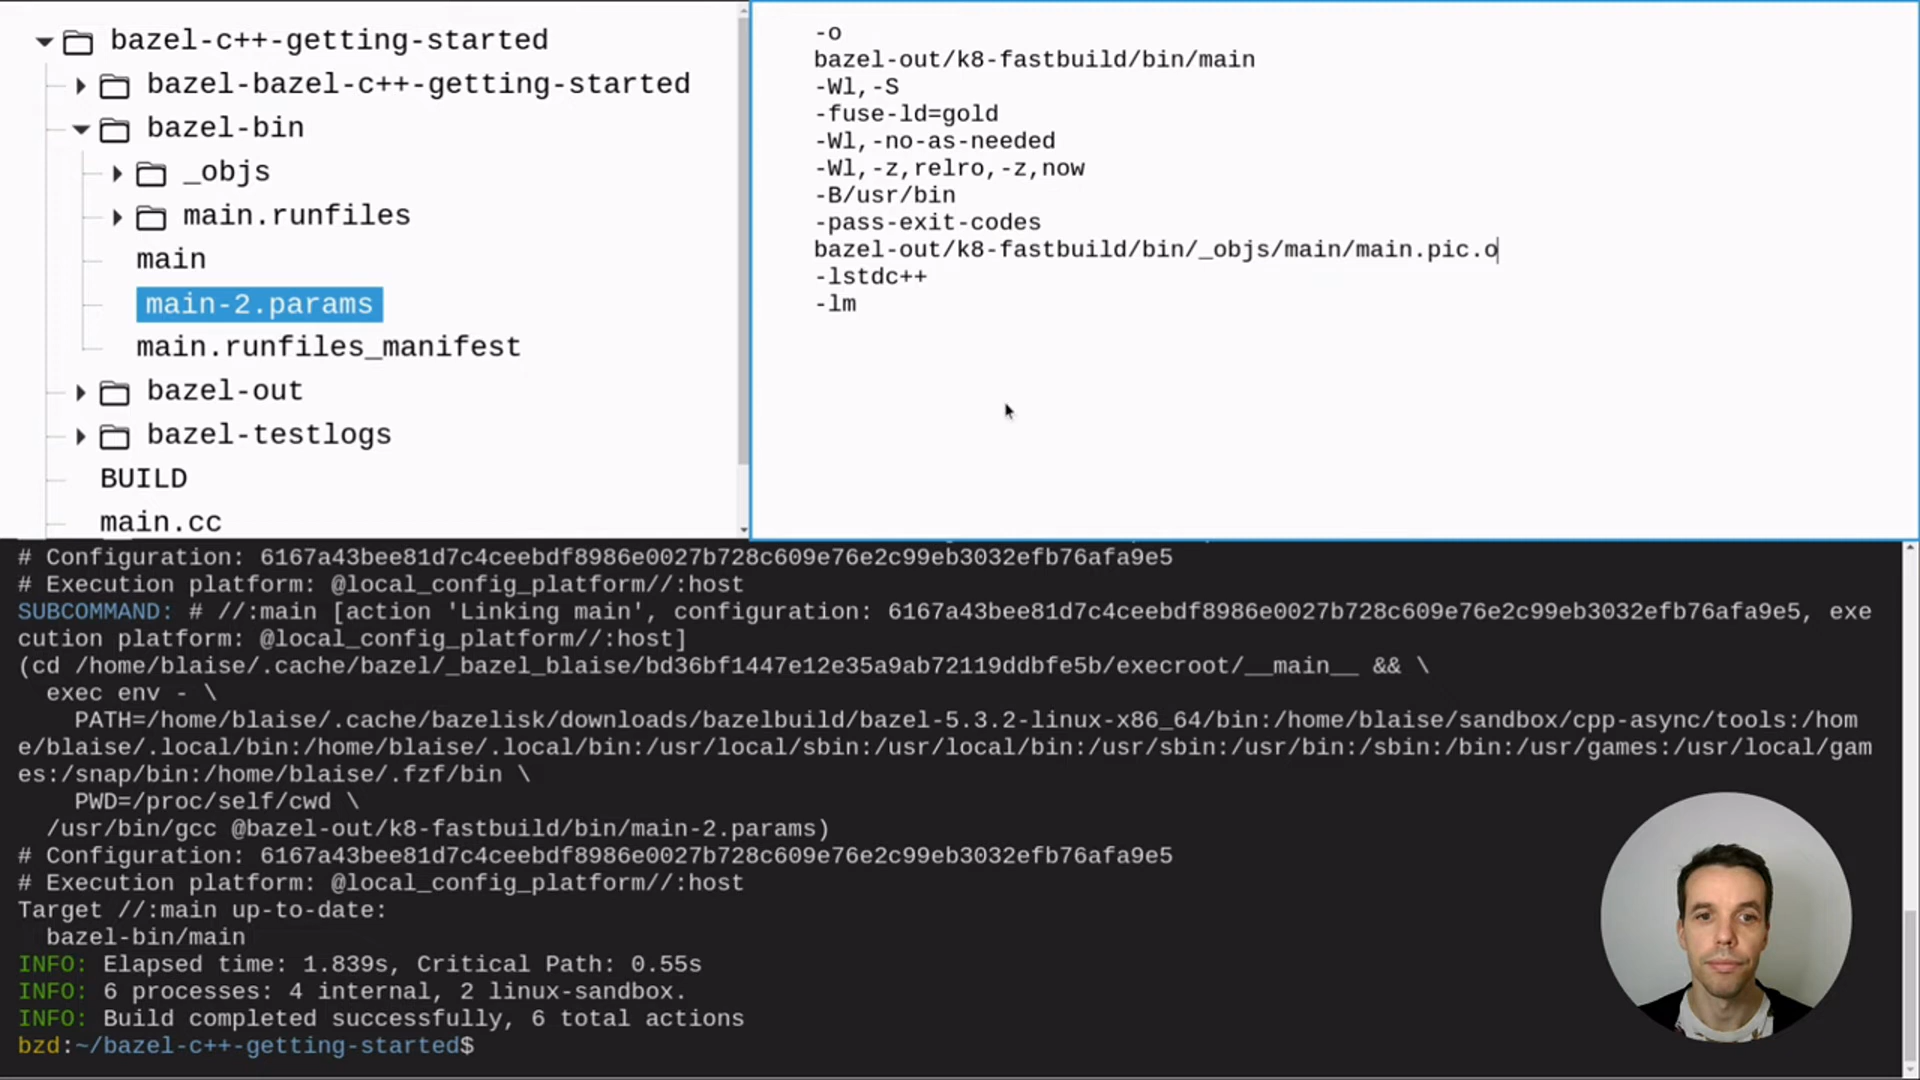 bazel-c++-getting-started
bazel-bazel-c++-getting-started
bazel-bin
_objs
main.runfiles
main
main-2.params
main.runfiles_manifest
bazel-out
bazel-testlogs
BUILD
main.cc
-o
bazel-out/k8-fastbuild/bin/main
-Wl,-S
-fuse-ld=gold
-Wl,-no-as-needed
-Wl,-z,relro,-z,now
-B/usr/bin
-pass-exit-codes
bazel-out/k8-fastbuild/bin/_objs/main/main.pic.o
-lstdc++
-lm
# Configuration: 6167a43bee81d7c4ceebdf8986e0027b728c609e76e2c99eb3032efb76afa9e5
# Execution platform: @local_config_platform//:host
SUBCOMMAND: # //:main [action 'Linking main', configuration: 6167a43bee81d7c4ceebdf8986e0027b728c609e76e2c99eb3032efb76afa9e5, exe
cution platform: @local_config_platform//:host]
(cd /home/blaise/.cache/bazel/_bazel_blaise/bd36bf1447e12e35a9ab72119ddbfe5b/execroot/__main__ && \
exec env - \
PATH=/home/blaise/.cache/bazelisk/downloads/bazelbuild/bazel-5.3.2-linux-x86_64/bin:/home/blaise/sandbox/cpp-async/tools:/hom
e/blaise/.local/bin:/home/blaise/.local/bin:/usr/local/sbin:/usr/local/bin:/usr/sbin:/usr/bin:/sbin:/bin:/usr/games:/usr/local/gam
es:/snap/bin:/home/blaise/.fzf/bin \
PWD=/proc/self/cwd \
/usr/bin/gcc @bazel-out/k8-fastbuild/bin/main-2.params)
# Configuration: 6167a43bee81d7c4ceebdf8986e0027b728c609e76e2c99eb3032efb76afa9e5
# Execution platform: @local_config_platform//:host
Target //:main up-to-date:
bazel-bin/main
INFO: Elapsed time: 1.839s, Critical Path: 0.55s
INFO: 6 processes: 4 internal, 2 linux-sandbox.
INFO: Build completed successfully, 6 total actions
bzd:~/bazel-c++-getting-started$